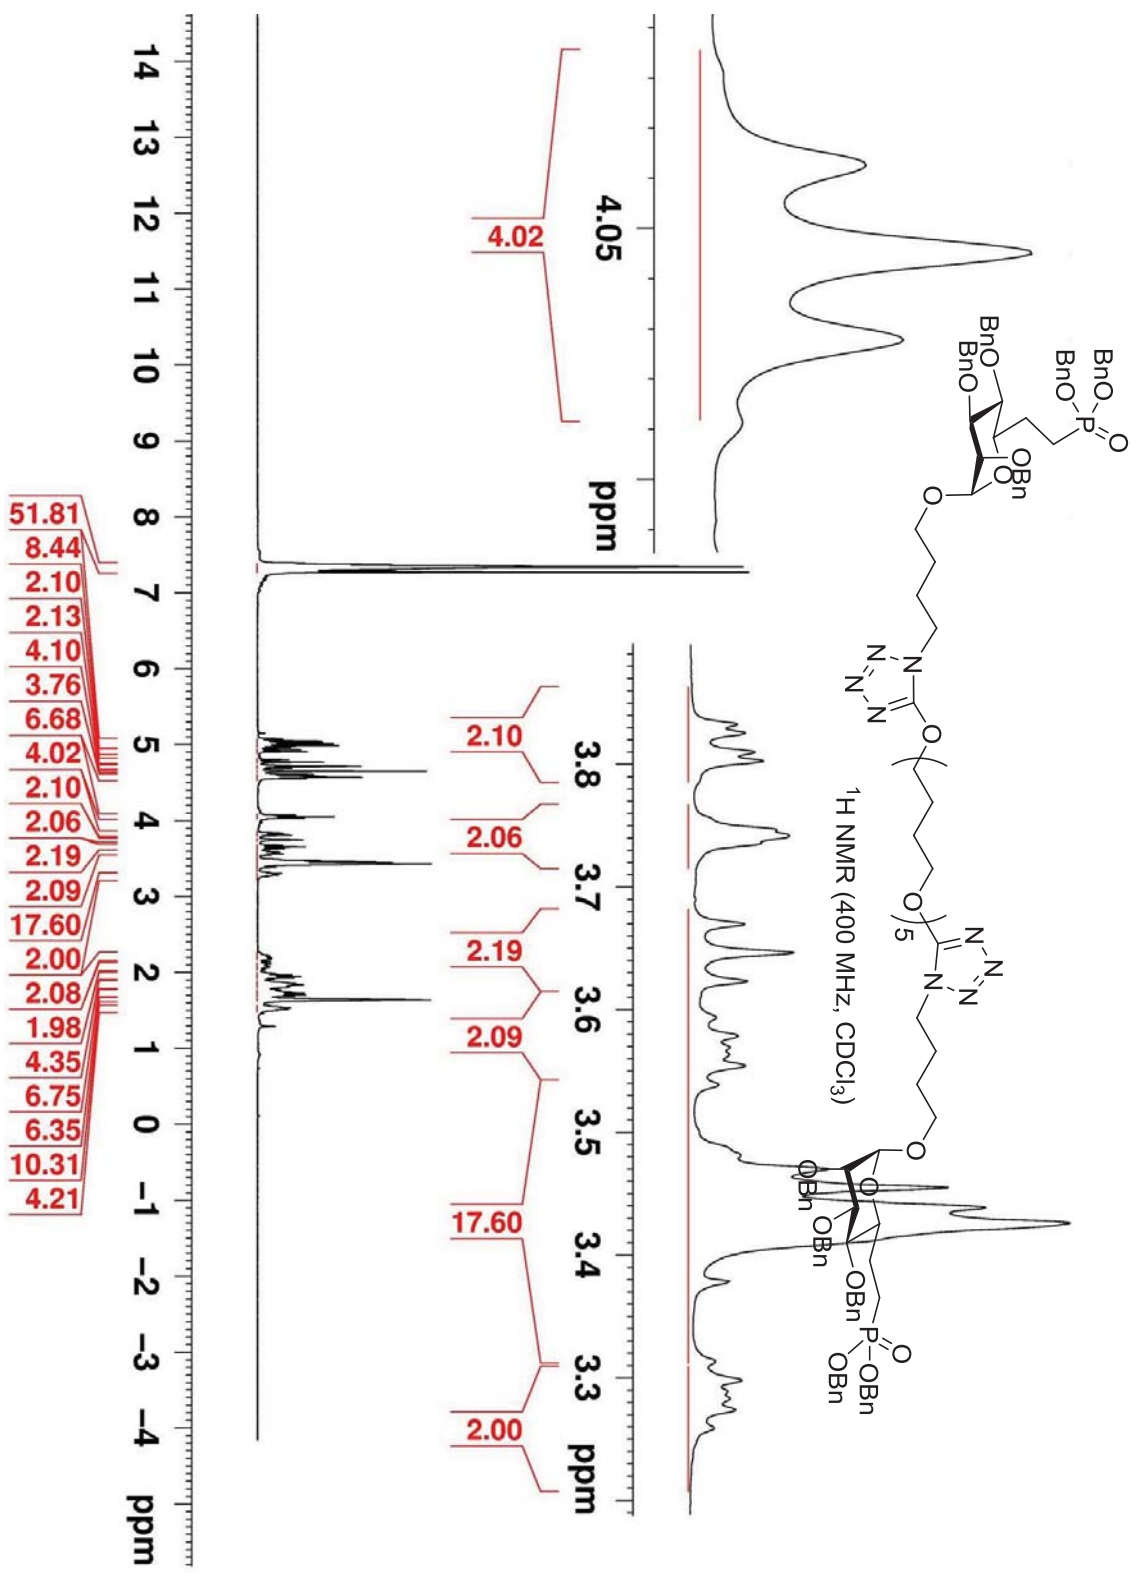 BnO
BnO
P
O
BnO
BnO
OBn
O
O
N
N
N
N
O
O
5
N
N
N
N
O
O
OBn
OBn
OBn
P
O
OBn
OBn
¹H NMR (400 MHz, CDCl₃)
4.05
ppm
4.02
3.8
3.7
3.6
3.5
3.4
3.3
ppm
2.10
2.06
2.19
2.09
17.60
2.00
14 13 12 11 10 9 8 7 6 5 4 3 2 1 0 −1 −2 −3 −4 ppm
51.81
8.44
2.10
2.13
4.10
3.76
6.68
4.02
2.10
2.06
2.19
2.09
17.60
2.00
2.08
1.98
4.35
6.75
6.35
10.31
4.21